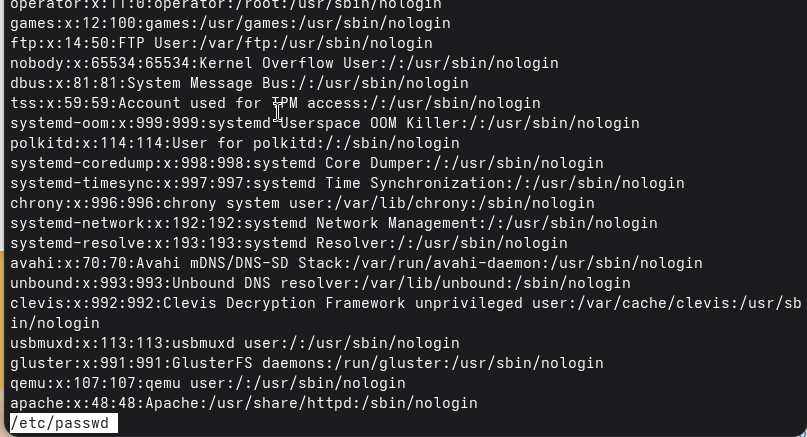 operator:x:11:0:operator:/root:/usr/sbin/nologin
games:x:12:100:games:/usr/games:/usr/sbin/nologin
ftp:x:14:50:FTP User:/var/ftp:/usr/sbin/nologin
nobody:x:65534:65534:Kernel Overflow User:/:/usr/sbin/nologin
dbus:x:81:81:System Message Bus:/:/usr/sbin/nologin
tss:x:59:59:Account used for TPM access:/:/usr/sbin/nologin
systemd-oom:x:999:999:systemd Userspace OOM Killer:/:/usr/sbin/nologin
polkitd:x:114:114:User for polkitd:/:/sbin/nologin
systemd-coredump:x:998:998:systemd Core Dumper:/:/usr/sbin/nologin
systemd-timesync:x:997:997:systemd Time Synchronization:/:/usr/sbin/nologin
chrony:x:996:996:chrony system user:/var/lib/chrony:/sbin/nologin
systemd-network:x:192:192:systemd Network Management:/:/usr/sbin/nologin
systemd-resolve:x:193:193:systemd Resolver:/:/usr/sbin/nologin
avahi:x:70:70:Avahi mDNS/DNS-SD Stack:/var/run/avahi-daemon:/usr/sbin/nologin
unbound:x:993:993:Unbound DNS resolver:/var/lib/unbound:/sbin/nologin
clevis:x:992:992:Clevis Decryption Framework unprivileged user:/var/cache/clevis:/usr/sb
in/nologin
usbmuxd:x:113:113:usbmuxd user:/:/usr/sbin/nologin
gluster:x:991:991:GlusterFS daemons:/run/gluster:/usr/sbin/nologin
qemu:x:107:107:qemu user:/:/usr/sbin/nologin
apache:x:48:48:Apache:/usr/share/httpd:/sbin/nologin
/etc/passwd